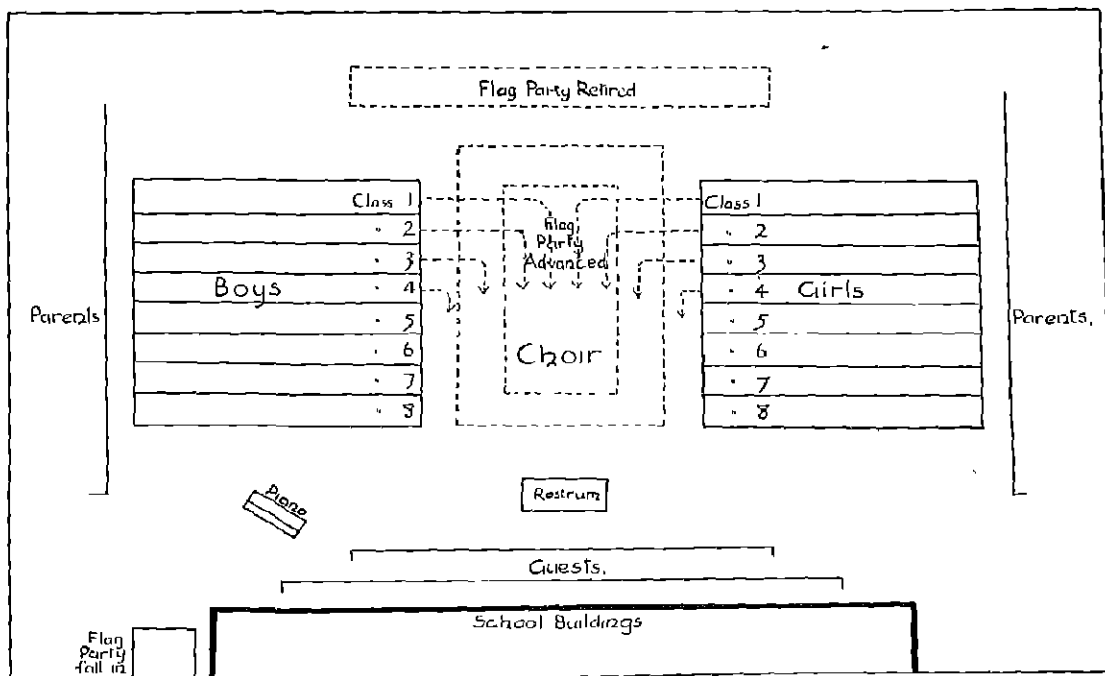 Flag Party Retired
Class 1
" 2
" 3
" 4
" 5
" 6
" 7
" 8
Boys
Flag
Party
Advanced
Choir
Class 1
" 2
" 3
" 4
" 5
" 6
" 7
" 8
Girls
Parents
Parents.
Piano
Rostrum
Guests.
School Buildings
Flag
Party
fall in